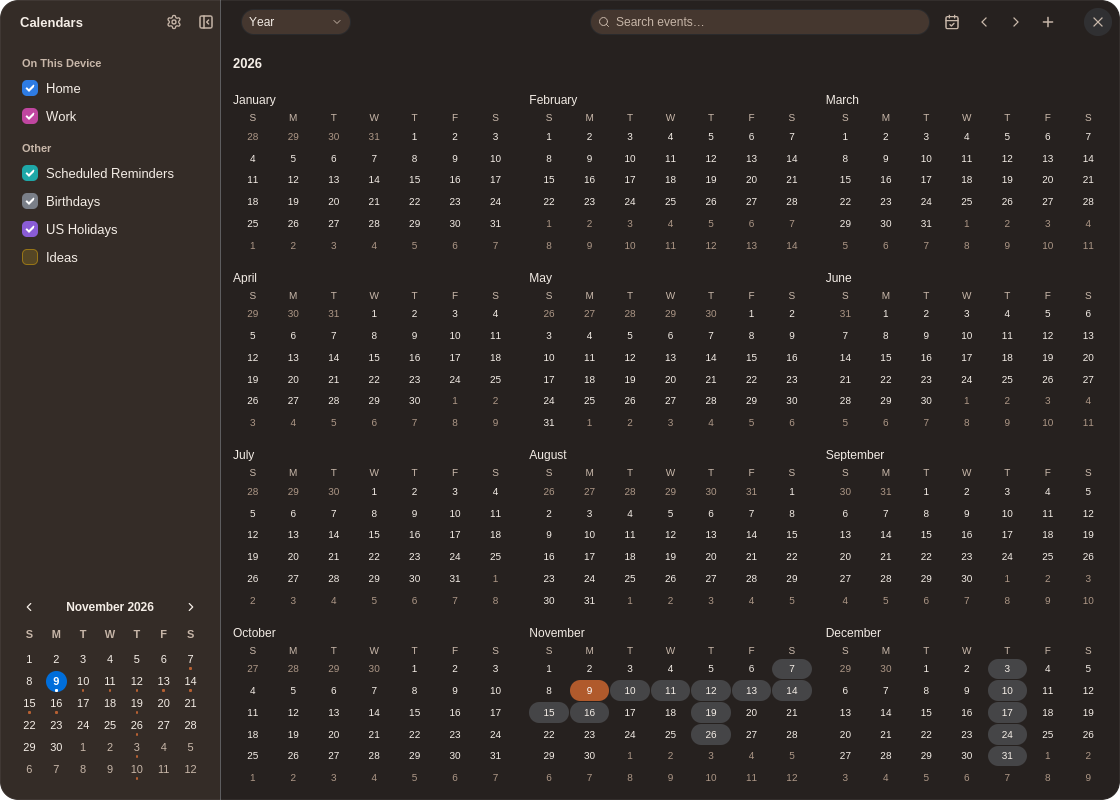 Calendars
Year
Search events…
On This Device
Home
Work
Other
Scheduled Reminders
Birthdays
US Holidays
Ideas
November 2026
S M T W T F S
1 2 3 4 5 6 7
8 9 10 11 12 13 14
15 16 17 18 19 20 21
22 23 24 25 26 27 28
29 30 1 2 3 4 5
6 7 8 9 10 11 12
2026
January
S M T W T F S
28 29 30 31 1 2 3
4 5 6 7 8 9 10
11 12 13 14 15 16 17
18 19 20 21 22 23 24
25 26 27 28 29 30 31
1 2 3 4 5 6 7
February
S M T W T F S
1 2 3 4 5 6 7
8 9 10 11 12 13 14
15 16 17 18 19 20 21
22 23 24 25 26 27 28
1 2 3 4 5 6 7
8 9 10 11 12 13 14
March
S M T W T F S
1 2 3 4 5 6 7
8 9 10 11 12 13 14
15 16 17 18 19 20 21
22 23 24 25 26 27 28
29 30 31 1 2 3 4
5 6 7 8 9 10 11
April
S M T W T F S
29 30 31 1 2 3 4
5 6 7 8 9 10 11
12 13 14 15 16 17 18
19 20 21 22 23 24 25
26 27 28 29 30 1 2
3 4 5 6 7 8 9
May
S M T W T F S
26 27 28 29 30 1 2
3 4 5 6 7 8 9
10 11 12 13 14 15 16
17 18 19 20 21 22 23
24 25 26 27 28 29 30
31 1 2 3 4 5 6
June
S M T W T F S
31 1 2 3 4 5 6
7 8 9 10 11 12 13
14 15 16 17 18 19 20
21 22 23 24 25 26 27
28 29 30 1 2 3 4
5 6 7 8 9 10 11
July
S M T W T F S
28 29 30 1 2 3 4
5 6 7 8 9 10 11
12 13 14 15 16 17 18
19 20 21 22 23 24 25
26 27 28 29 30 31 1
2 3 4 5 6 7 8
August
S M T W T F S
26 27 28 29 30 31 1
2 3 4 5 6 7 8
9 10 11 12 13 14 15
16 17 18 19 20 21 22
23 24 25 26 27 28 29
30 31 1 2 3 4 5
September
S M T W T F S
30 31 1 2 3 4 5
6 7 8 9 10 11 12
13 14 15 16 17 18 19
20 21 22 23 24 25 26
27 28 29 30 1 2 3
4 5 6 7 8 9 10
October
S M T W T F S
27 28 29 30 1 2 3
4 5 6 7 8 9 10
11 12 13 14 15 16 17
18 19 20 21 22 23 24
25 26 27 28 29 30 31
1 2 3 4 5 6 7
November
S M T W T F S
1 2 3 4 5 6 7
8 9 10 11 12 13 14
15 16 17 18 19 20 21
22 23 24 25 26 27 28
29 30 1 2 3 4 5
6 7 8 9 10 11 12
December
S M T W T F S
29 30 1 2 3 4 5
6 7 8 9 10 11 12
13 14 15 16 17 18 19
20 21 22 23 24 25 26
27 28 29 30 31 1 2
3 4 5 6 7 8 9